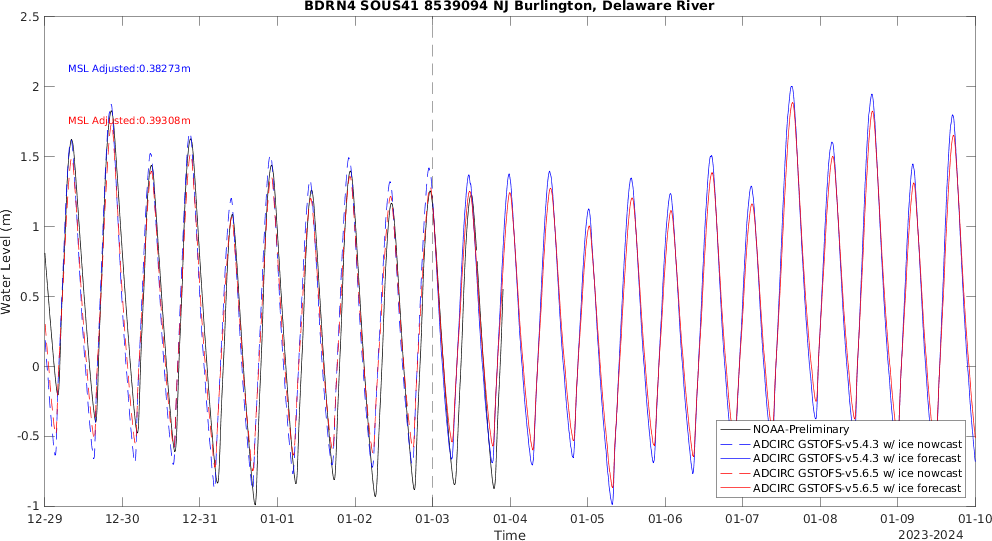 BDRN4 SOUS41 8539094 NJ Burlington, Delaware River
2.5
MSL Adjusted:0.38273m
2
MSL Adjusted:0.39308m
1.5
1
Water Level (m)
0.5
0
-0.5
-1
NOAA-Preliminary
ADCIRC GSTOFS-v5.4.3 w/ ice nowcast
ADCIRC GSTOFS-v5.4.3 w/ ice forecast
ADCIRC GSTOFS-v5.6.5 w/ ice nowcast
ADCIRC GSTOFS-v5.6.5 w/ ice forecast
12-29 12-30 12-31 01-01 01-02 01-03 01-04 01-05 01-06 01-07 01-08 01-09 01-10
Time
2023-2024